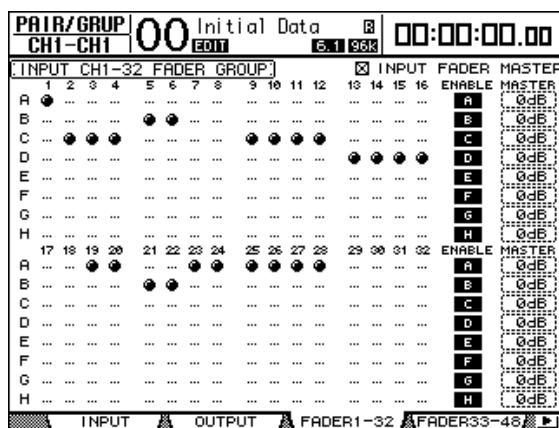 PAIR/GRUP 00 Initial Data R 00:00:00.00
CH1-CH1 EDIT 6.1 96k
INPUT CH1-32 FADER GROUP INPUT FADER MASTER
1 2 3 4 5 6 7 8 9 10 11 12 13 14 15 16 ENABLE MASTER
A A 0dB
B B 0dB
C C 0dB
D D 0dB
E E 0dB
F F 0dB
G G 0dB
H H 0dB
17 18 19 20 21 22 23 24 25 26 27 28 29 30 31 32 ENABLE MASTER
A A 0dB
B B 0dB
C C 0dB
D D 0dB
E E 0dB
F F 0dB
G G 0dB
H H 0dB
INPUT OUTPUT FADER1-32 FADER33-48